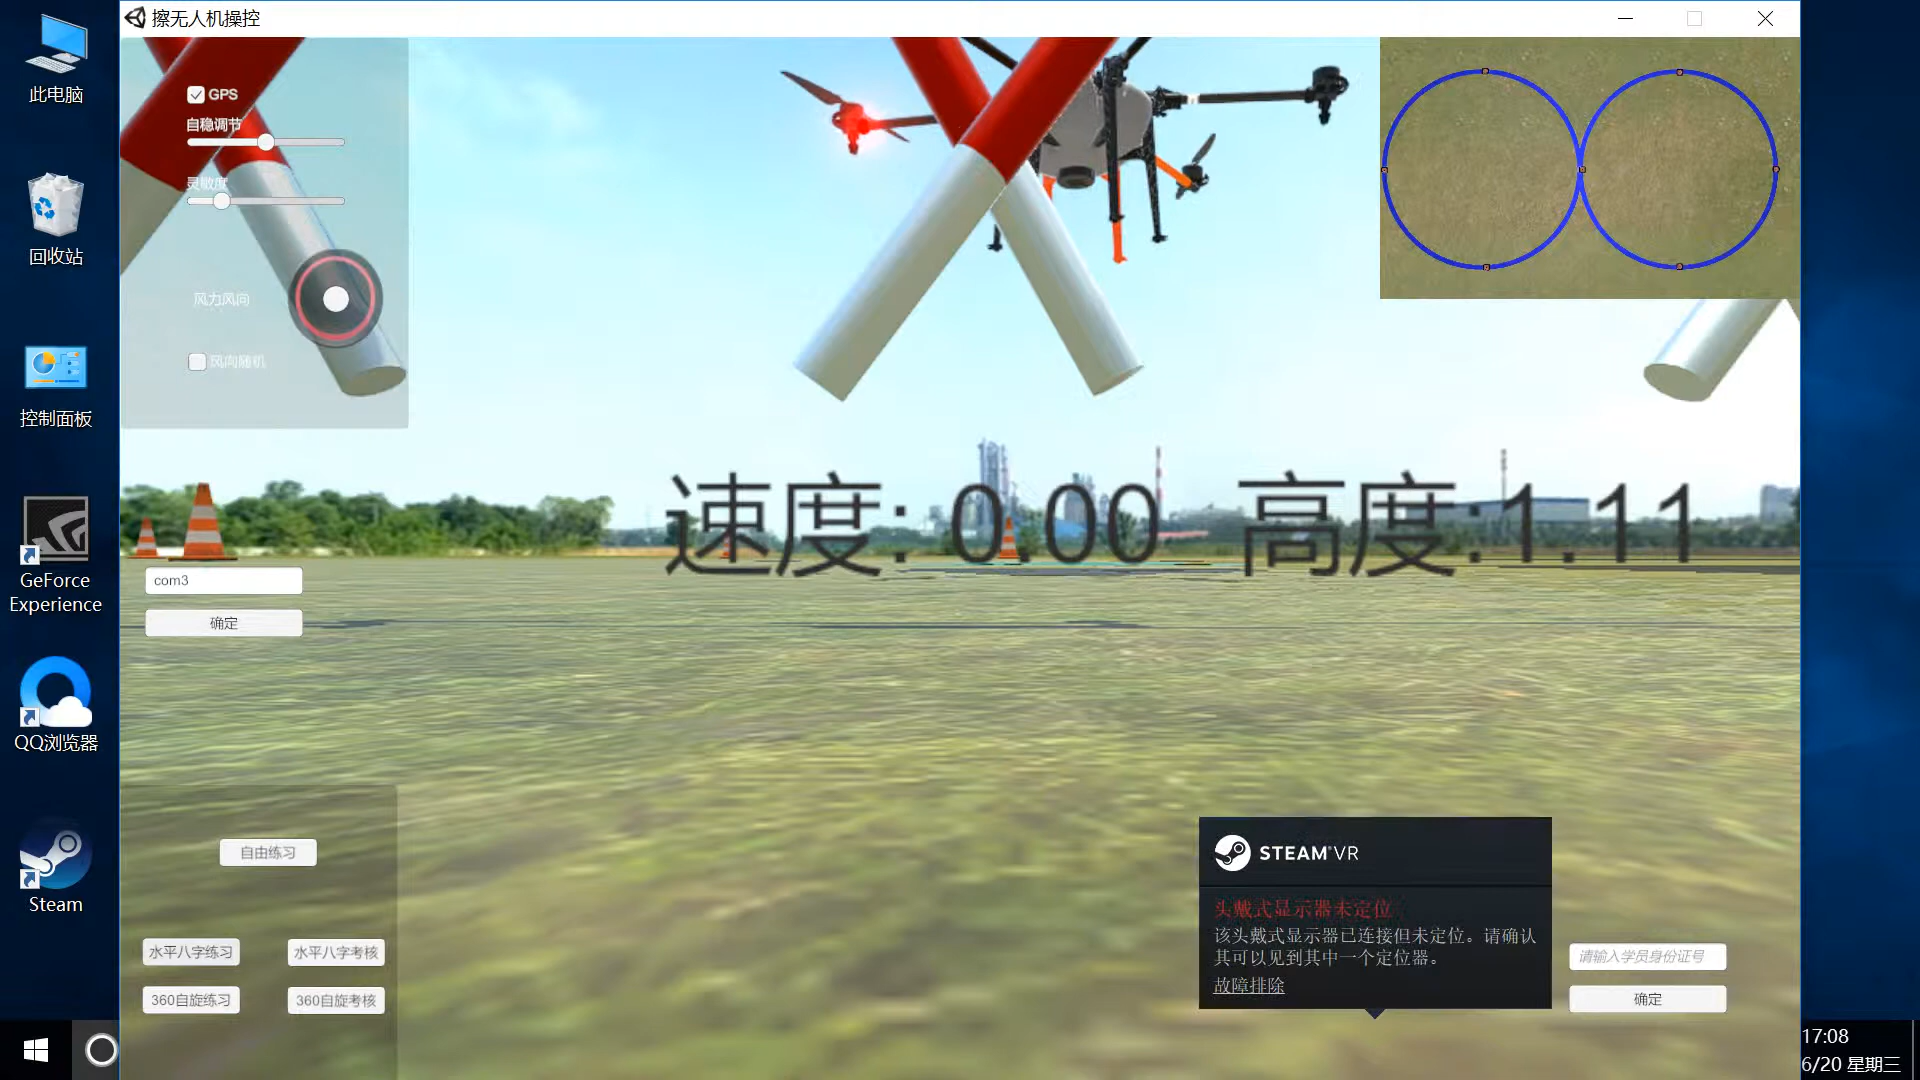 擦无人机操控
此电脑
回收站
控制面板
GeForce
Experience
QQ浏览器
Steam
GPS
自稳调节
灵敏度
风力风向
风向随机
速度: 0.00 高度:1.11
com3
确定
自由练习
水平八字练习
水平八字考核
360自旋练习
360自旋考核
STEAM®VR
头戴式显示器未定位
该头戴式显示器已连接但未定位。请确认
其可以见到其中一个定位器。
故障排除
请输入学员身份证号
确定
17:08
6/20 星期三